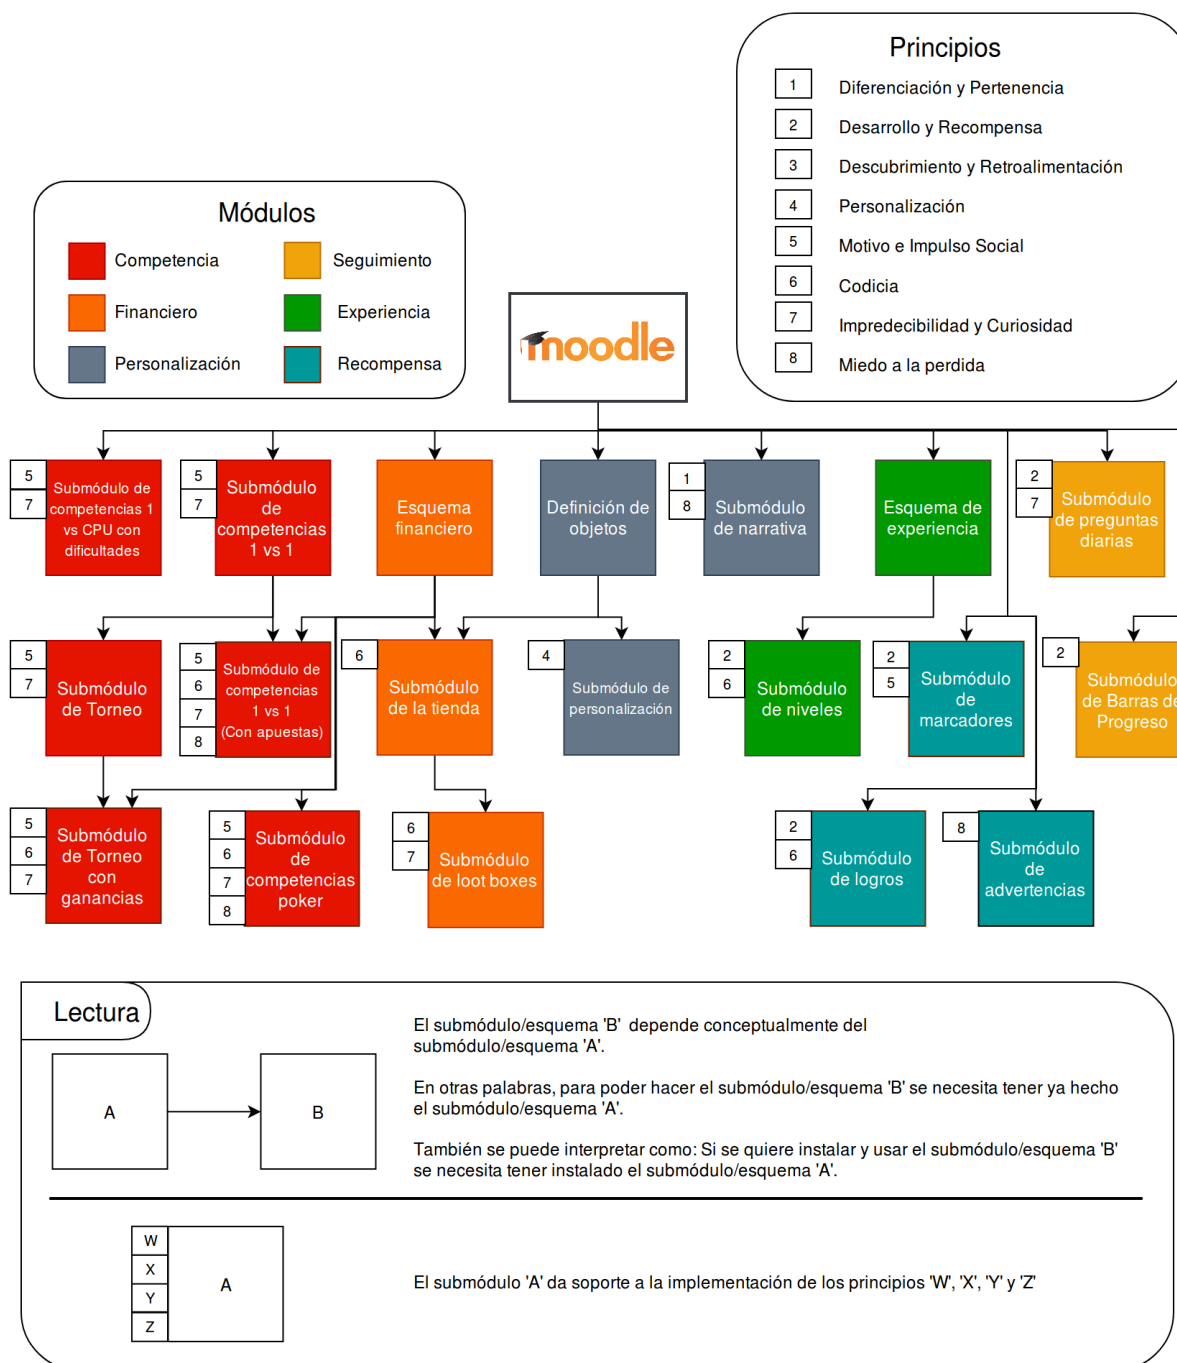 Principios
1 Diferenciación y Pertenencia
2 Desarrollo y Recompensa
3 Descubrimiento y Retroalimentación
4 Personalización
5 Motivo e Impulso Social
6 Codicia
7 Impredecibilidad y Curiosidad
8 Miedo a la perdida
Módulos
Competencia
Seguimiento
Financiero
Experiencia
Personalización
Recompensa
moodle
5
7
Submódulo de
competencias 1
vs CPU con
dificultades
5
7
Submódulo
de
competencias
1 vs 1
Esquema
financiero
Definición de
objetos
1
8
Submódulo
de narrativa
Esquema de
experiencia
2
7
Submódulo
de preguntas
diarias
5
7
Submódulo
de Torneo
5
6
7
8
Submódulo de
competencias
1 vs 1
(Con apuestas)
6
Submódulo
de la tienda
4
Submódulo de
personalización
2
6
Submódulo
de niveles
2
5
Submódulo
de
marcadores
2
Submódulo
de Barras de
Progreso
5
6
7
Submódulo
de Torneo
con
ganancias
5
6
7
8
Submódulo
de
competencias
poker
6
7
Submódulo
de loot boxes
2
6
Submódulo
de logros
8
Submódulo
de
advertencias
Lectura
A
B
El submódulo/esquema 'B' depende conceptualmente del
submódulo/esquema 'A'.
En otras palabras, para poder hacer el submódulo/esquema 'B' se necesita tener ya hecho
el submódulo/esquema 'A'.
También se puede interpretar como: Si se quiere instalar y usar el submódulo/esquema 'B'
se necesita tener instalado el submódulo/esquema 'A'.
W
X
Y
Z
A
El submódulo 'A' da soporte a la implementación de los principios 'W', 'X', 'Y' y 'Z'